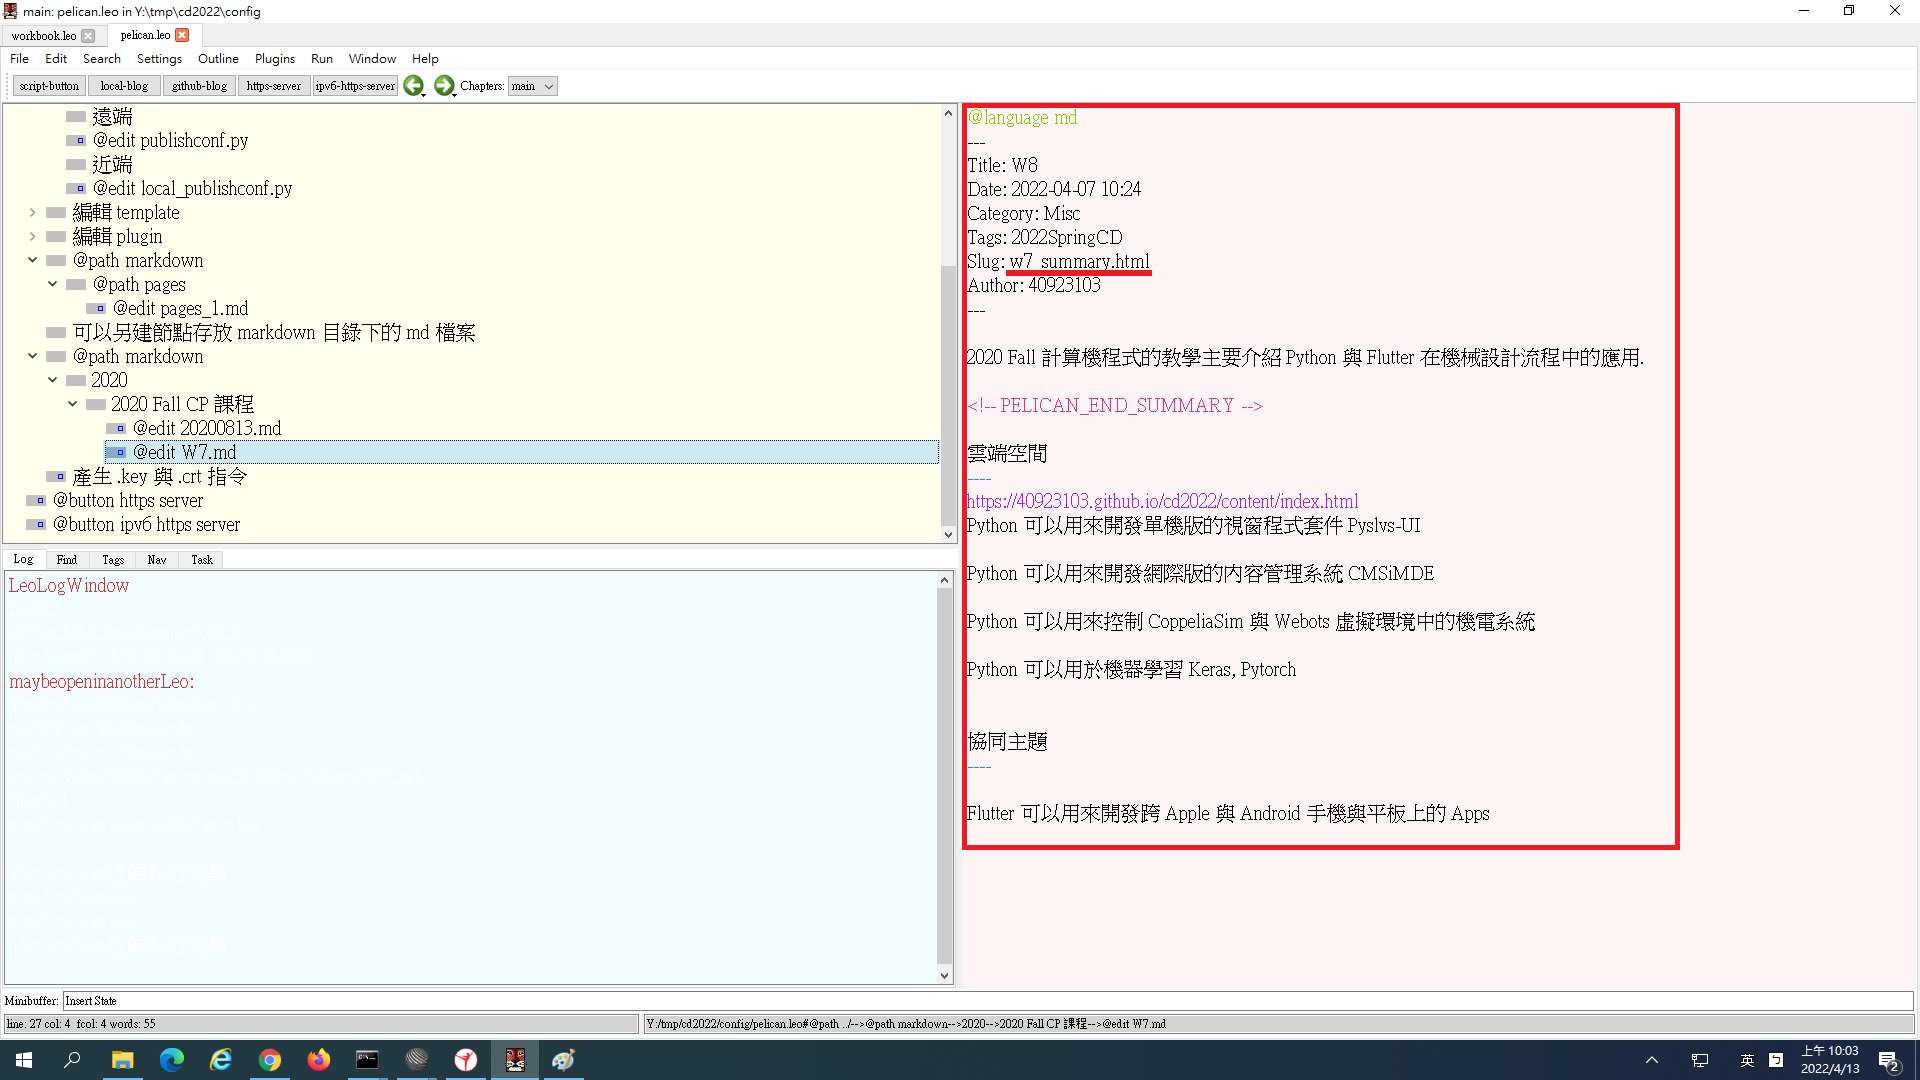 main: pelican.leo in Y:\tmp\cd2022\config
workbook.leo
pelican.leo
File Edit Search Settings Outline Plugins Run Window Help
script-button local-blog github-blog https-server ipv6-https-server Chapters: main
遠端
@edit publishconf.py
近端
@edit local_publishconf.py
編輯 template
編輯 plugin
@path markdown
@path pages
@edit pages_1.md
可以另建節點存放 markdown 目錄下的 md 檔案
@path markdown
2020
2020 Fall CP 課程
@edit 20200813.md
@edit W7.md
產生 .key 與 .crt 指令
@button https server
@button ipv6 https server
Log Find Tags Nav Task
LeoLogWindow
maybeopeninanotherLeo:
@language md
---
Title: W8
Date: 2022-04-07 10:24
Category: Misc
Tags: 2022SpringCD
Slug: w7_summary.html
Author: 40923103
---
2020 Fall 計算機程式的教學主要介紹 Python 與 Flutter 在機械設計流程中的應用.
<!-- PELICAN_END_SUMMARY -->
雲端空間
----
https://40923103.github.io/cd2022/content/index.html
Python 可以用來開發單機版的視窗程式套件 Pyslvs-UI
Python 可以用來開發網際版的內容管理系統 CMSiMDE
Python 可以用來控制 CoppeliaSim 與 Webots 虛擬環境中的機電系統
Python 可以用於機器學習 Keras, Pytorch
協同主題
----
Flutter 可以用來開發跨 Apple 與 Android 手機與平板上的 Apps
Minibuffer: Insert State
line: 27 col: 4 fcol: 4 words: 55
Y:/tmp/cd2022/config/pelican.leo#@path ../-->@path markdown-->2020-->2020 Fall CP 課程-->@edit W7.md
英
上午 10:03
2022/4/13
2